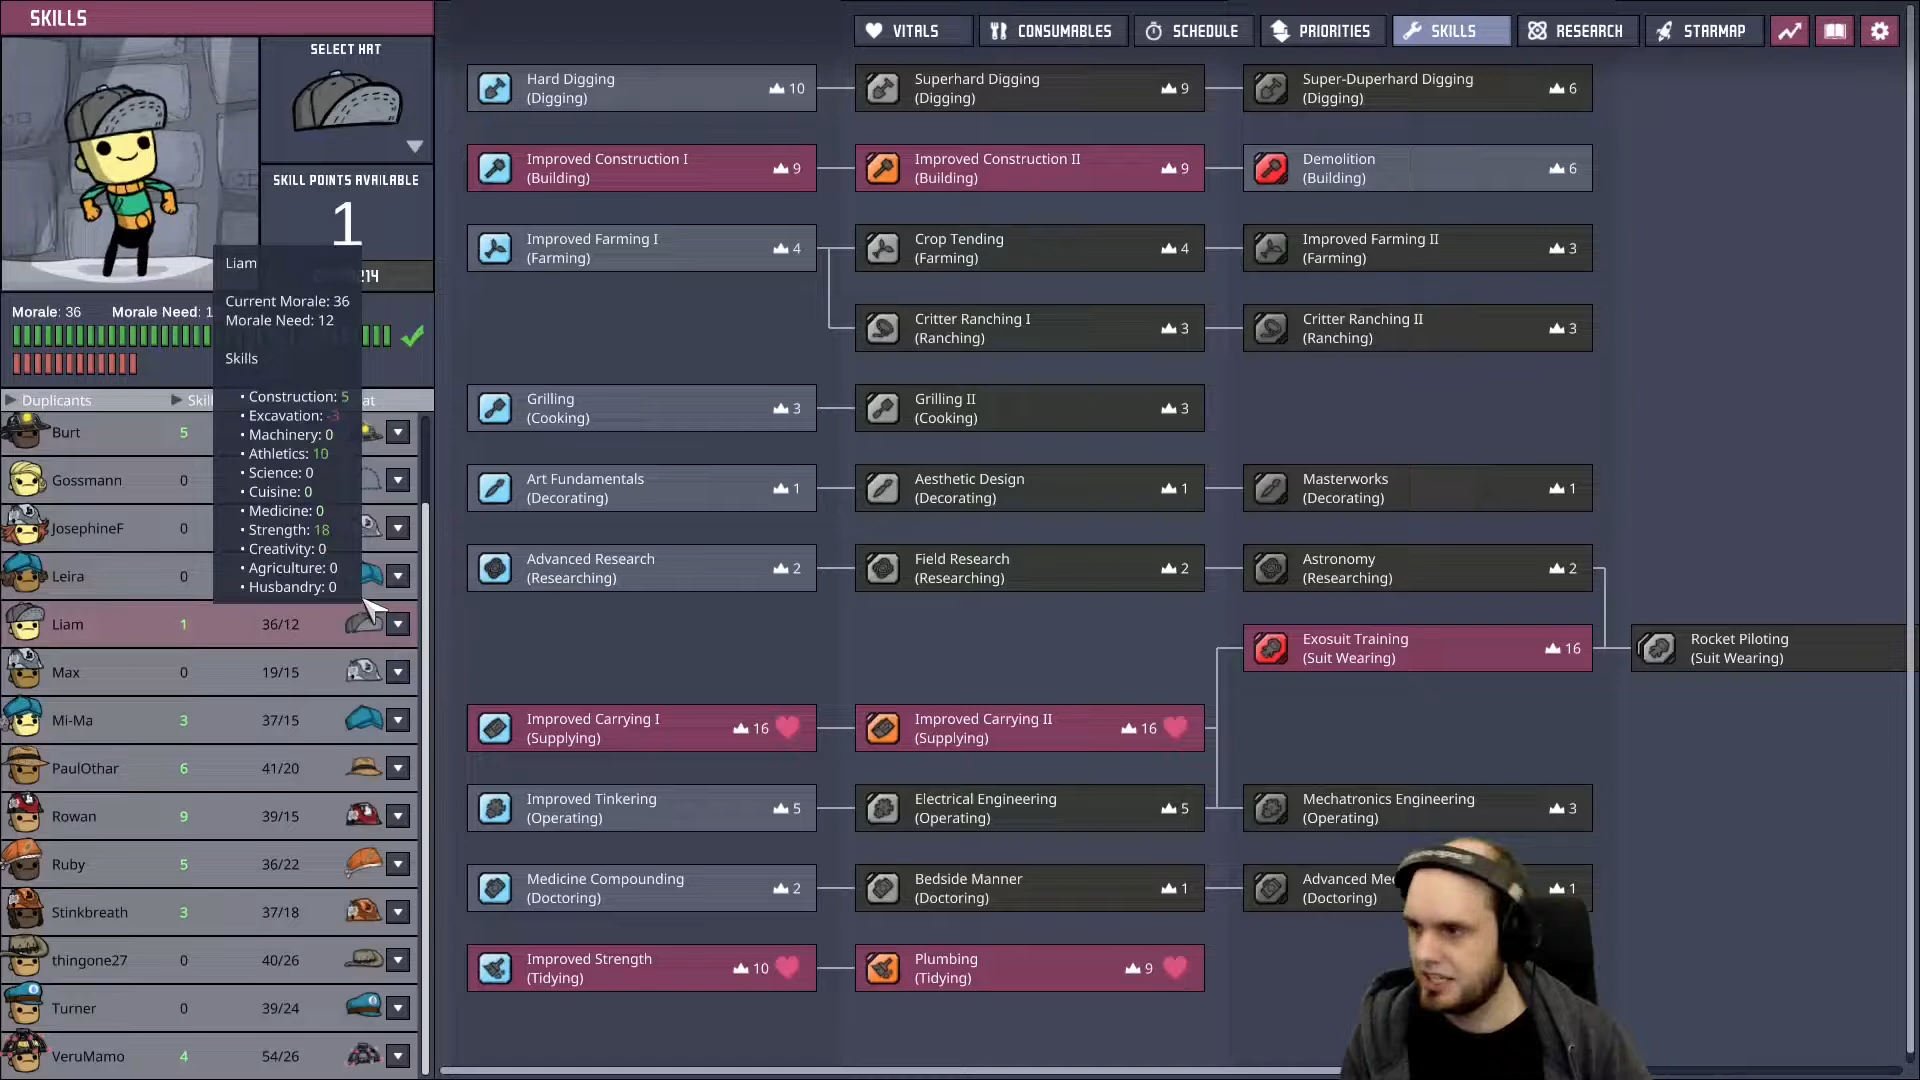 SKILLS
VITALS
CONSUMABLES
SCHEDULE
PRIORITIES
SKILLS
RESEARCH
STARMAP
SELECT HAT
SKILL POINTS AVAILABLE
1
214
Morale: 36
Morale Need: 1
Liam
Current Morale: 36
Morale Need: 12
Skills
• Construction: 5
• Excavation: -3
• Machinery: 0
• Athletics: 10
• Science: 0
• Cuisine: 0
• Medicine: 0
• Strength: 18
• Creativity: 0
• Agriculture: 0
• Husbandry: 0
Duplicants
Skil
at
Burt 5
Gossmann 0
JosephineF 0
Leira 0
Liam 1 36/12
Max 0 19/15
Mi-Ma 3 37/15
PaulOthar 6 41/20
Rowan 9 39/15
Ruby 5 36/22
Stinkbreath 3 37/18
thingone27 0 40/26
Turner 0 39/24
VeruMamo 4 54/26
Hard Digging
(Digging)
10
Superhard Digging
(Digging)
9
Super-Duperhard Digging
(Digging)
6
Improved Construction I
(Building)
9
Improved Construction II
(Building)
9
Demolition
(Building)
6
Improved Farming I
(Farming)
4
Crop Tending
(Farming)
4
Improved Farming II
(Farming)
3
Critter Ranching I
(Ranching)
3
Critter Ranching II
(Ranching)
3
Grilling
(Cooking)
3
Grilling II
(Cooking)
3
Art Fundamentals
(Decorating)
1
Aesthetic Design
(Decorating)
1
Masterworks
(Decorating)
1
Advanced Research
(Researching)
2
Field Research
(Researching)
2
Astronomy
(Researching)
2
Exosuit Training
(Suit Wearing)
16
Rocket Piloting
(Suit Wearing)
Improved Carrying I
(Supplying)
16
Improved Carrying II
(Supplying)
16
Improved Tinkering
(Operating)
5
Electrical Engineering
(Operating)
5
Mechatronics Engineering
(Operating)
3
Medicine Compounding
(Doctoring)
2
Bedside Manner
(Doctoring)
1
Advanced Me
(Doctoring)
1
Improved Strength
(Tidying)
10
Plumbing
(Tidying)
9